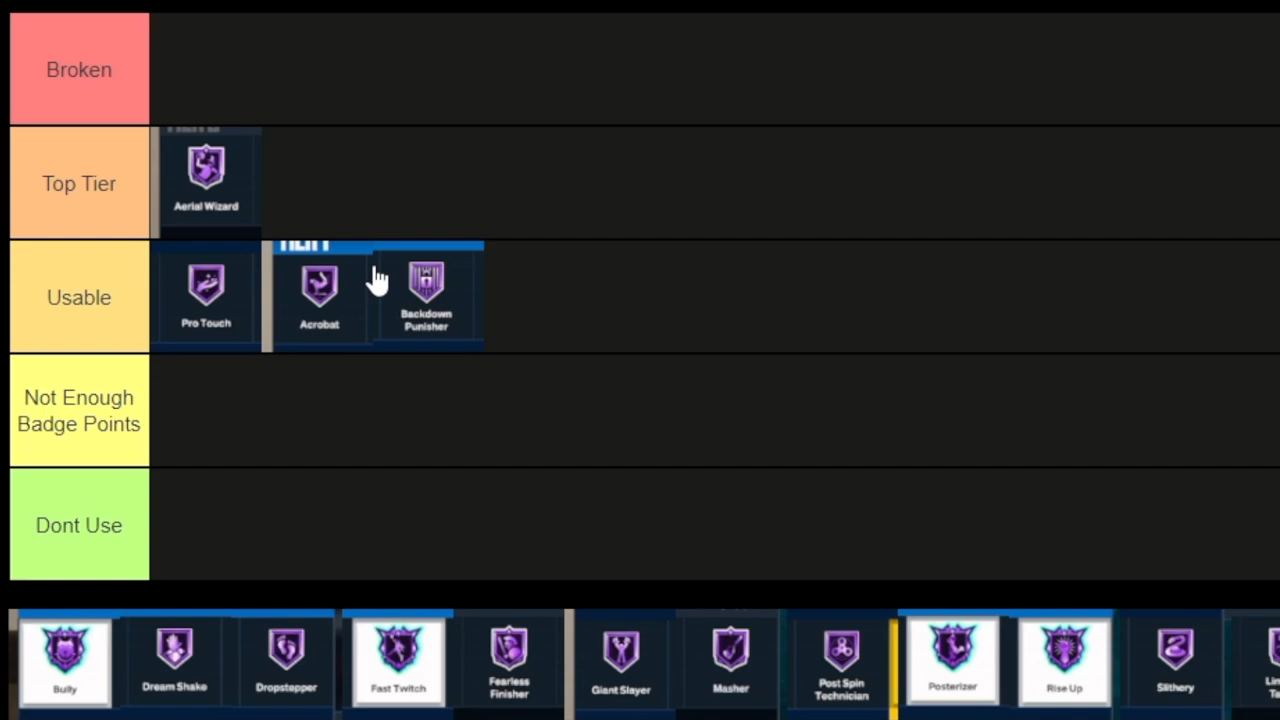 Broken
Top Tier
Aerial Wizard
Usable
Pro Touch
Acrobat
Backdown
Punisher
Not Enough
Badge Points
Dont Use
Bully
Dream Shake
Dropstepper
Fast Twitch
Fearless
Finisher
Giant Slayer
Masher
Post Spin
Technician
Posterizer
Rise Up
Slithery